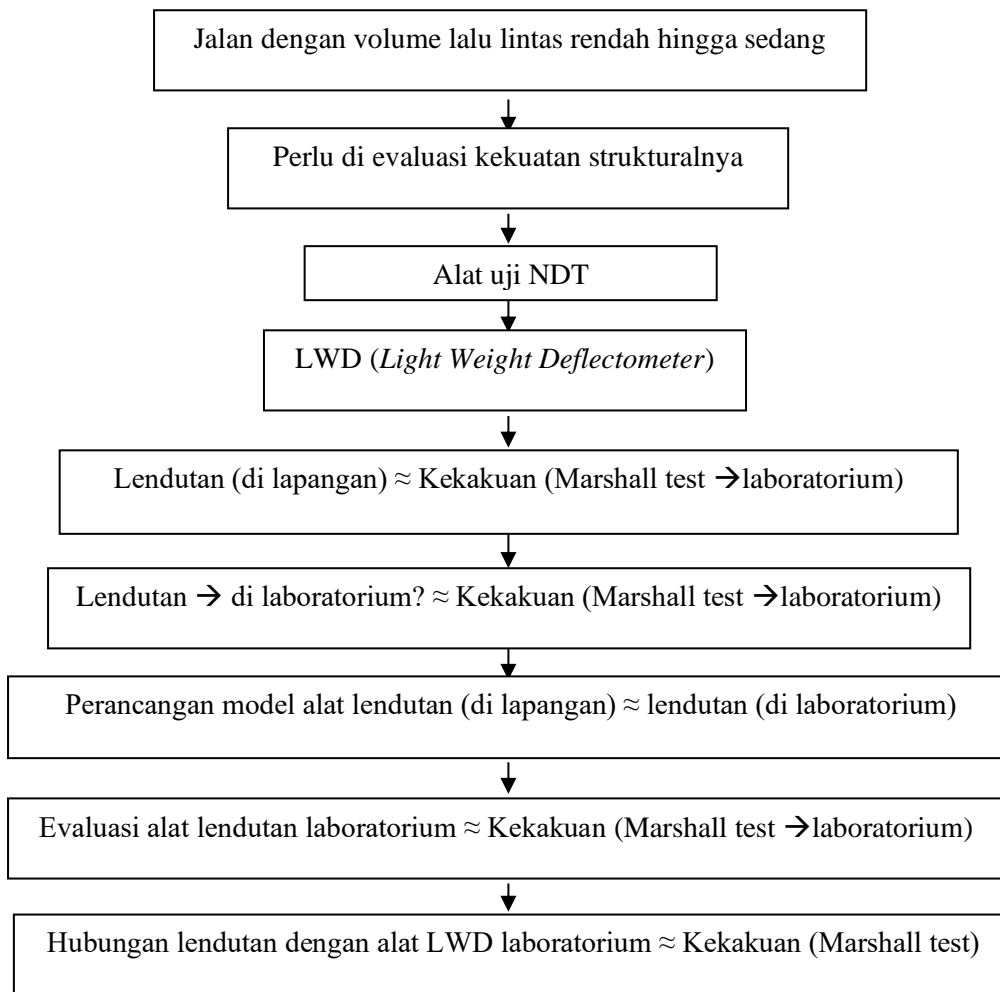 Jalan dengan volume lalu lintas rendah hingga sedang
Perlu di evaluasi kekuatan strukturalnya
Alat uji NDT
LWD (Light Weight Deflectometer)
Lendutan (di lapangan) ≈ Kekakuan (Marshall test →laboratorium)
Lendutan → di laboratorium? ≈ Kekakuan (Marshall test →laboratorium)
Perancangan model alat lendutan (di lapangan) ≈ lendutan (di laboratorium)
Evaluasi alat lendutan laboratorium ≈ Kekakuan (Marshall test →laboratorium)
Hubungan lendutan dengan alat LWD laboratorium ≈ Kekakuan (Marshall test)